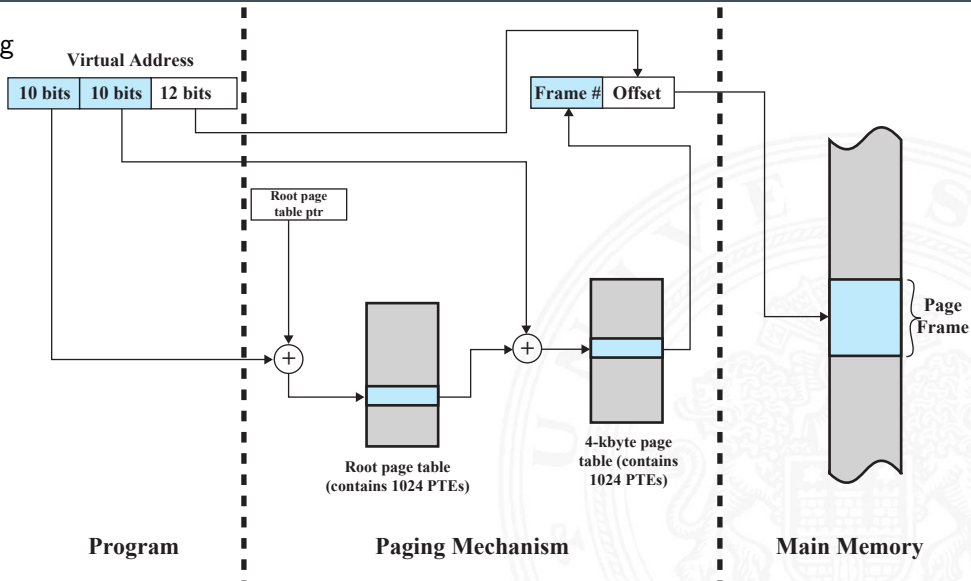 g
Virtual Address
10 bits 10 bits 12 bits
Frame # Offset
Root page
table ptr
+
+
Page
Frame
Root page table
(contains 1024 PTEs)
4-kbyte page
table (contains
1024 PTEs)
Program
Paging Mechanism
Main Memory